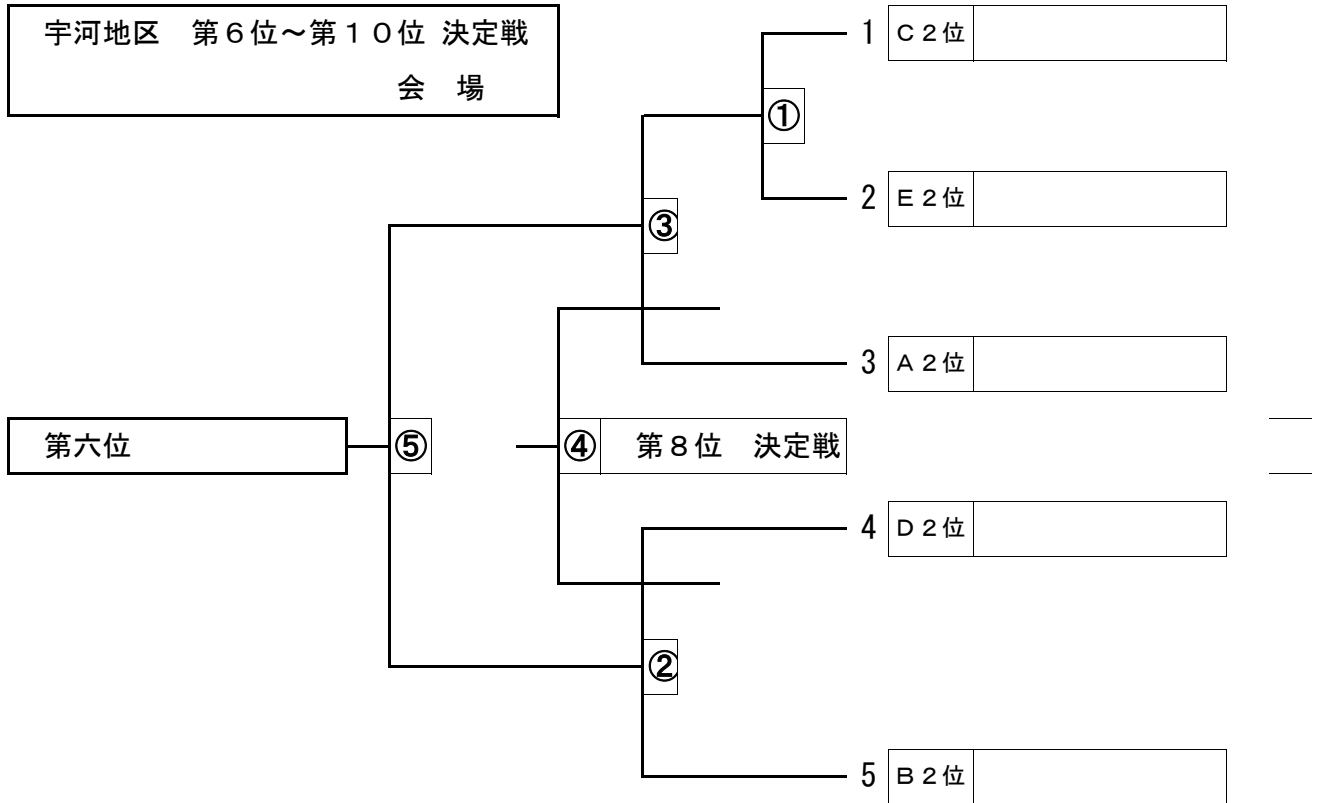 宇河地区　第６位～第１０位 決定戦
会　場
1 Ｃ２位
①
2 Ｅ２位
③
3 Ａ２位
第六位
⑤
④ 第８位　決定戦
4 Ｄ２位
②
5 Ｂ２位